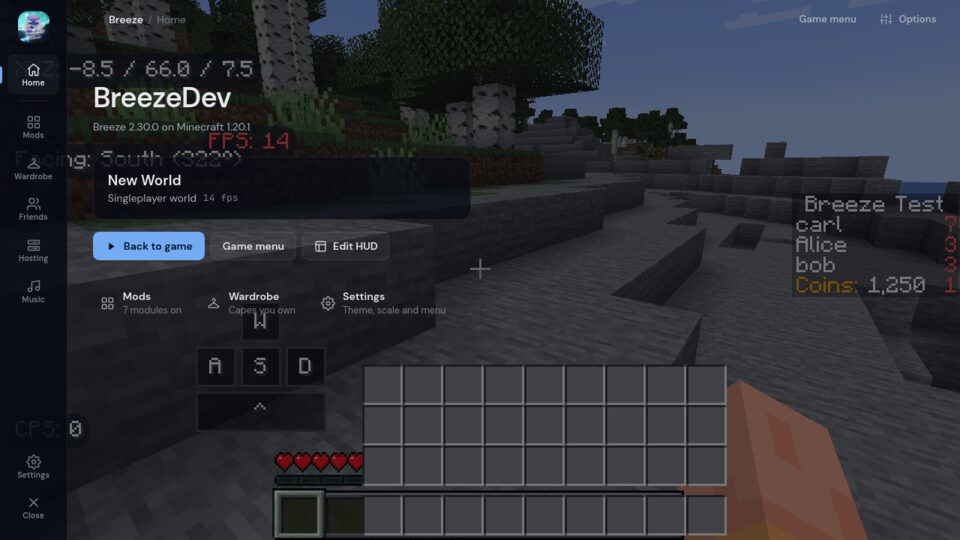 Breeze / Home
Game menu
Options
Home
XYZ: -8.5 / 66.0 / 7.5
BreezeDev
Breeze 2.30.0 on Minecraft 1.20.1
FPS: 14
Mods
Facing: South (322°)
Wardrobe
New World
Singleplayer world 14 fps
Friends
Breeze Test
carl 7
Alice 3
bob 3
Coins: 1,250 1
Hosting
Back to game
Game menu
Edit HUD
Music
Mods
7 modules on
Wardrobe
Capes you own
Settings
Theme, scale and menu
W
A S D
^
CPS: 0
Settings
Close